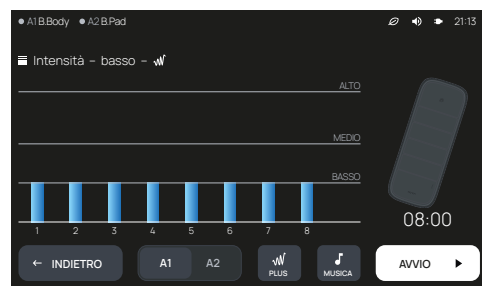 A1 B.Body A2 B.Pad 21:13
Intensità – basso –
ALTO
MEDIO
BASSO
1 2 3 4 5 6 7 8
08:00
← INDIETRO A1 A2 PLUS MUSICA AVVIO